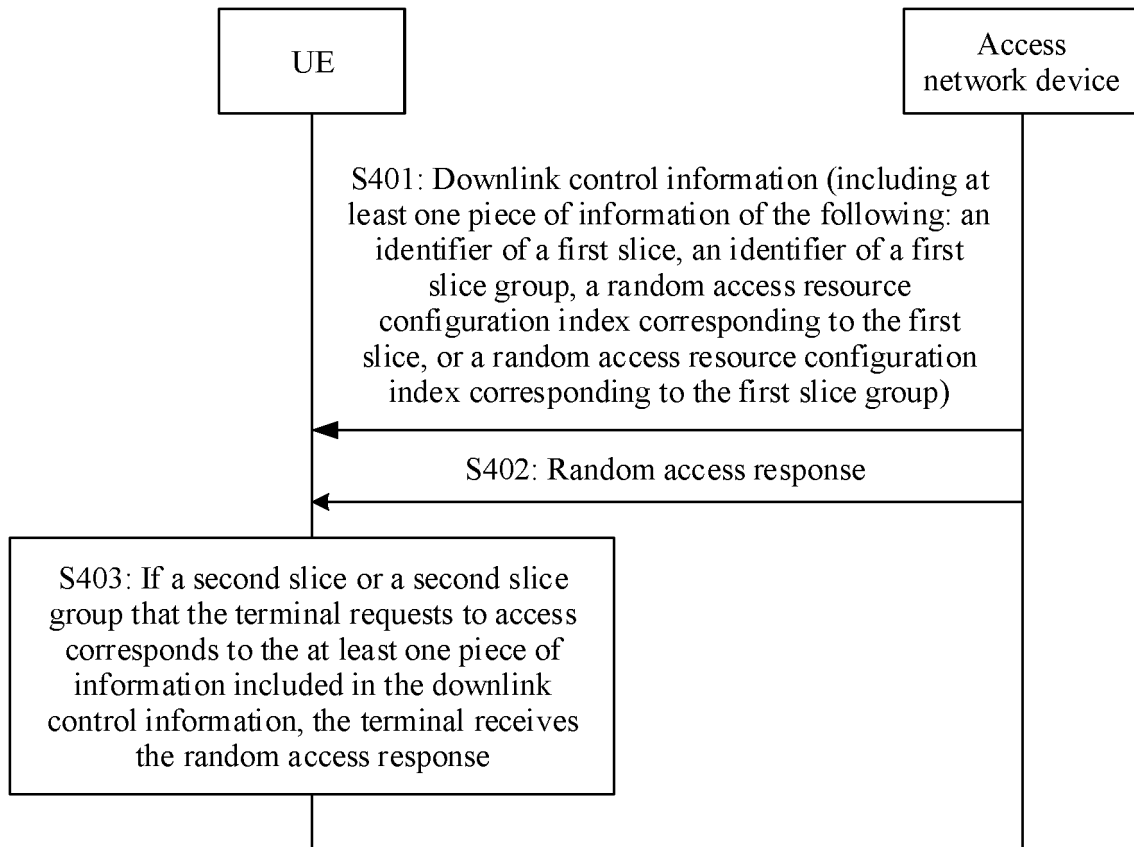 UE
Access
network device
S401: Downlink control information (including at
least one piece of information of the following: an
identifier of a first slice, an identifier of a first
slice group, a random access resource
configuration index corresponding to the first
slice, or a random access resource configuration
index corresponding to the first slice group)
S402: Random access response
S403: If a second slice or a second slice
group that the terminal requests to access
corresponds to the at least one piece of
information included in the downlink
control information, the terminal receives
the random access response